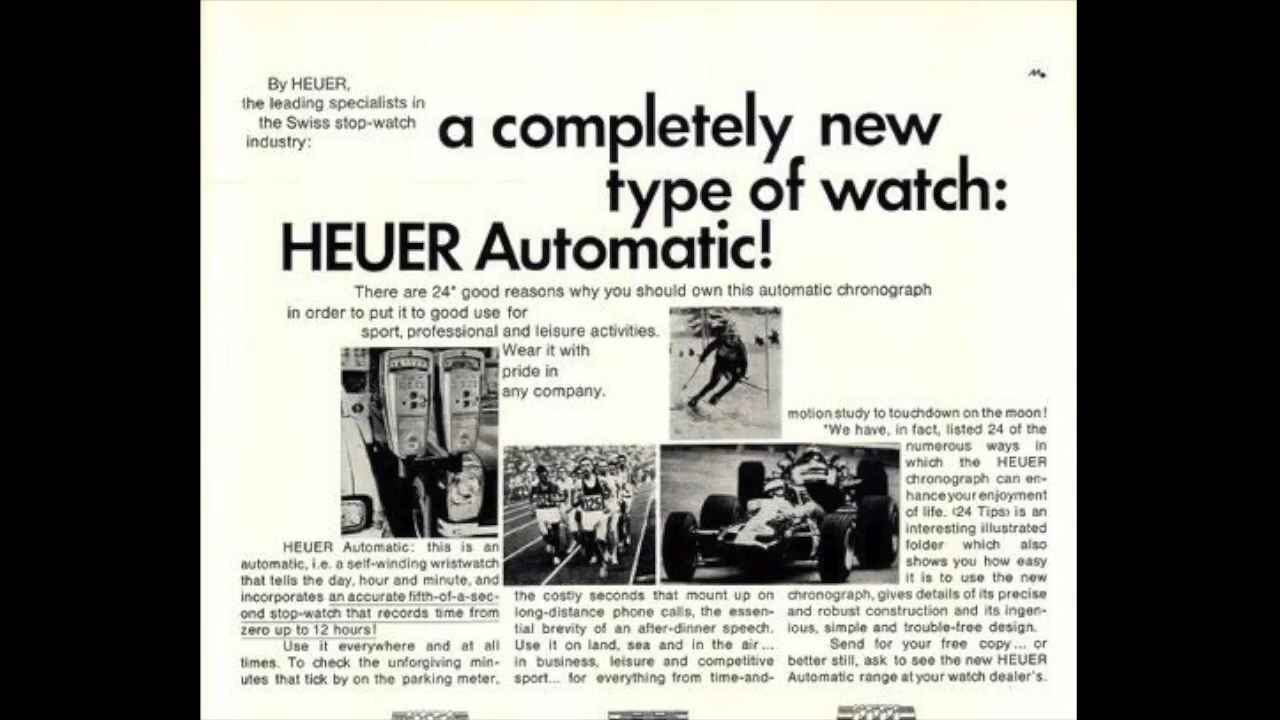 By HEUER,
the leading specialists in
the Swiss stop-watch
industry:
a completely new
type of watch:
HEUER Automatic!
There are 24* good reasons why you should own this automatic chronograph
in order to put it to good use for
sport, professional and leisure activities.
Wear it with
pride in
any company.
HEUER Automatic: this is an
automatic, i.e. a self-winding wristwatch
that tells the day, hour and minute, and
incorporates an accurate fifth-of-a-sec-
ond stop-watch that records time from
zero up to 12 hours!
Use it everywhere and at all
times. To check the unforgiving min-
utes that tick by on the parking meter,
the costly seconds that mount up on
long-distance phone calls, the essen-
tial brevity of an after-dinner speech.
Use it on land, sea and in the air...
in business, leisure and competitive
sport... for everything from time-and-
motion study to touchdown on the moon!
*We have, in fact, listed 24 of the
numerous ways in
which the HEUER
chronograph can en-
hance your enjoyment
of life. ‹24 Tips› is an
interesting illustrated
folder which also
shows you how easy
it is to use the new
chronograph, gives details of its precise
and robust construction and its ingen-
ious, simple and trouble-free design.
Send for your free copy... or
better still, ask to see the new HEUER
Automatic range at your watch dealer's.